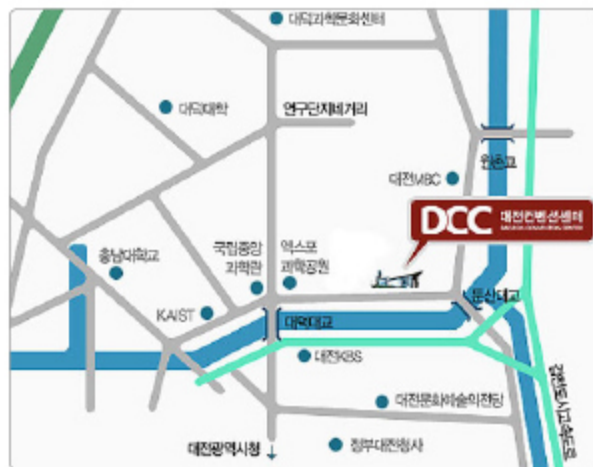 대덕과학문화센터
대덕대학
연구단지네거리
원촌교
대전MBC
DCC 대전컨벤션센터
충남대학교
국립중앙
과학관
엑스포
과학공원
둔산대교
KAIST
대덕대교
대전KBS
대전문화예술의전당
대전광역시청
정부대전청사